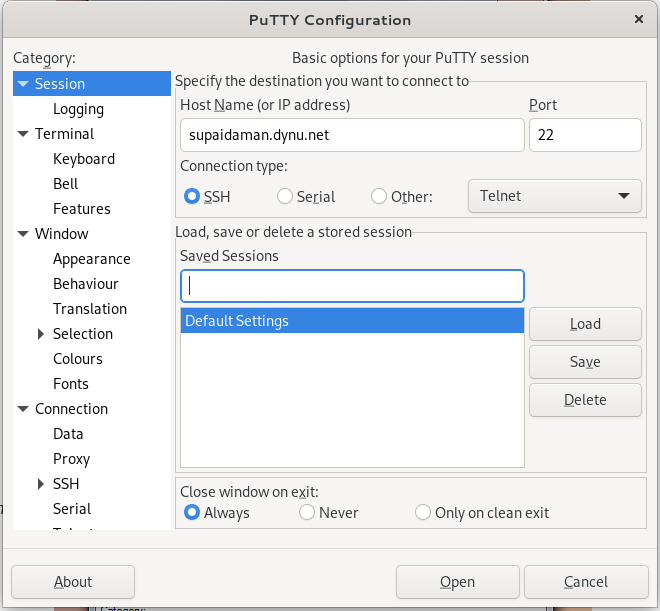 PuTTY Configuration
Category:
Basic options for your PuTTY session
Session
Logging
Terminal
Keyboard
Bell
Features
Window
Appearance
Behaviour
Translation
Selection
Colours
Fonts
Connection
Data
Proxy
SSH
Serial
Specify the destination you want to connect to
Host Name (or IP address) Port
supaidaman.dynu.net 22
Connection type:
SSH Serial Other: Telnet
Load, save or delete a stored session
Saved Sessions
Default Settings
Load
Save
Delete
Close window on exit:
Always Never Only on clean exit
About Open Cancel
Category: